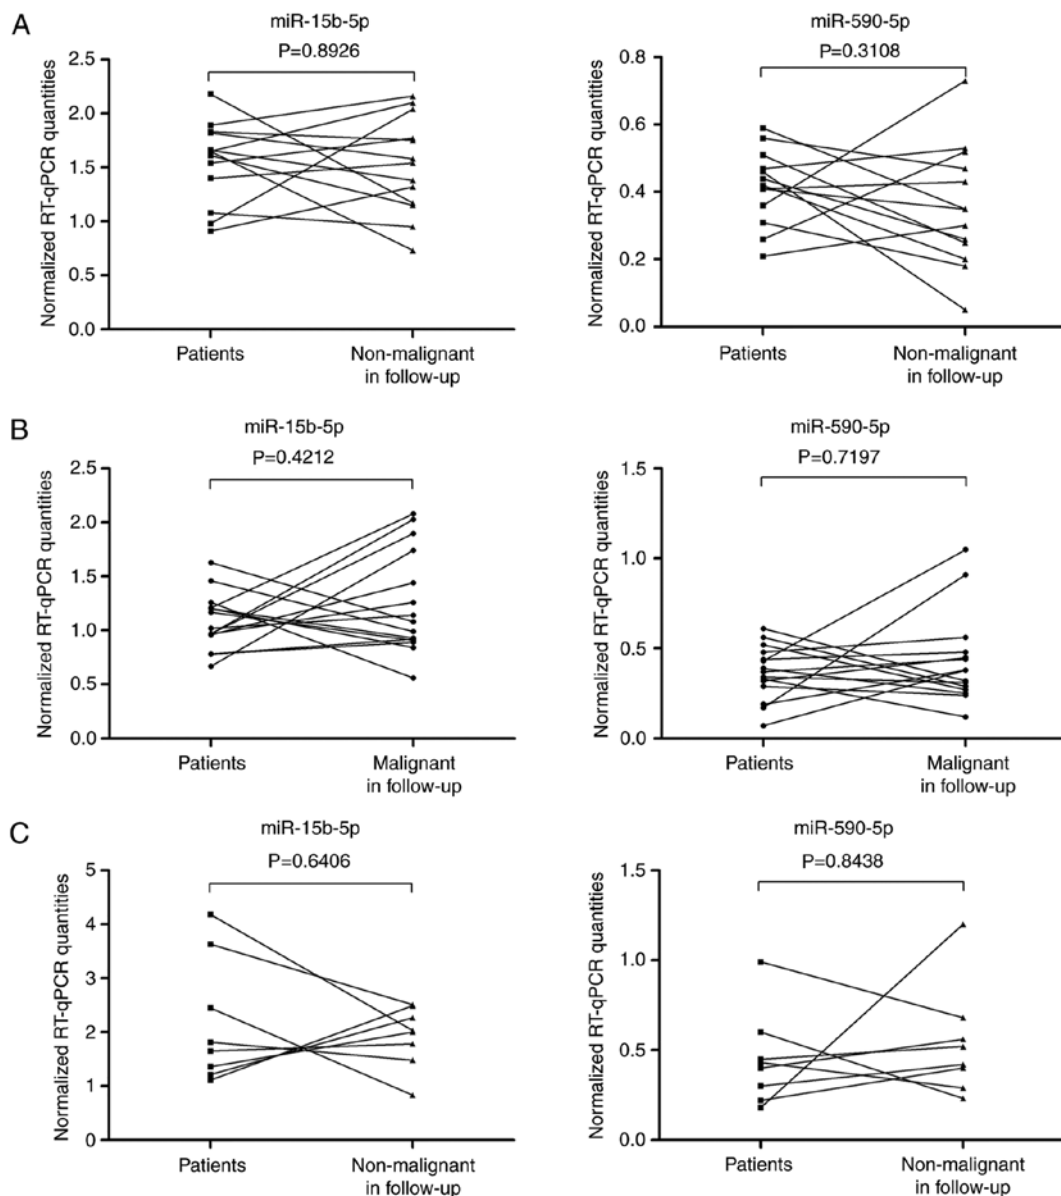 A
miR-15b-5p
P=0.8926
Normalized RT-qPCR quantities
2.5
2.0
1.5
1.0
0.5
0.0
Patients
Non-malignant
in follow-up
miR-590-5p
P=0.3108
Normalized RT-qPCR quantities
0.8
0.6
0.4
0.2
0.0
Patients
Non-malignant
in follow-up
B
miR-15b-5p
P=0.4212
Normalized RT-qPCR quantities
2.5
2.0
1.5
1.0
0.5
0.0
Patients
Malignant
in follow-up
miR-590-5p
P=0.7197
Normalized RT-qPCR quantities
1.5
1.0
0.5
0.0
Patients
Malignant
in follow-up
C
miR-15b-5p
P=0.6406
Normalized RT-qPCR quantities
5
4
3
2
1
0
Patients
Non-malignant
in follow-up
miR-590-5p
P=0.8438
Normalized RT-qPCR quantities
1.5
1.0
0.5
0.0
Patients
Non-malignant
in follow-up